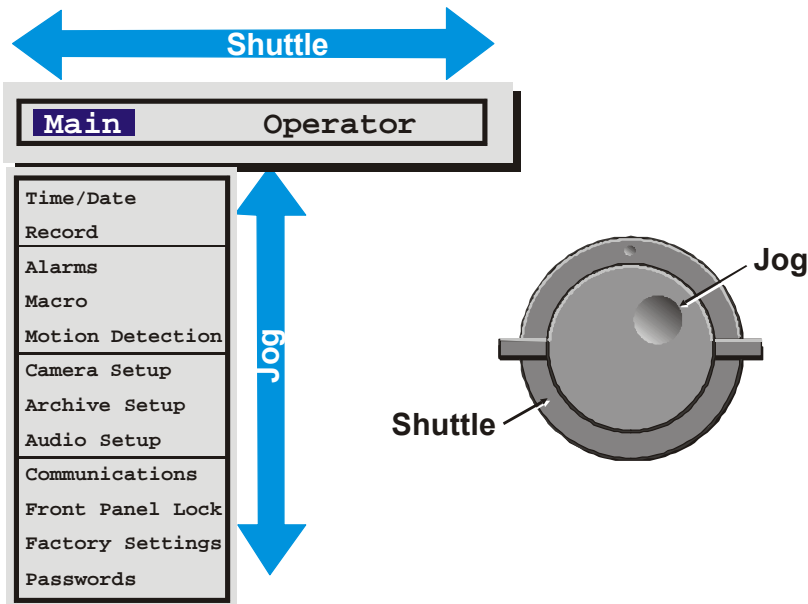 Shuttle
Main Operator
Time/Date
Record
Alarms
Macro
Motion Detection
Camera Setup
Archive Setup
Audio Setup
Communications
Front Panel Lock
Factory Settings
Passwords
Jog
Jog
Shuttle